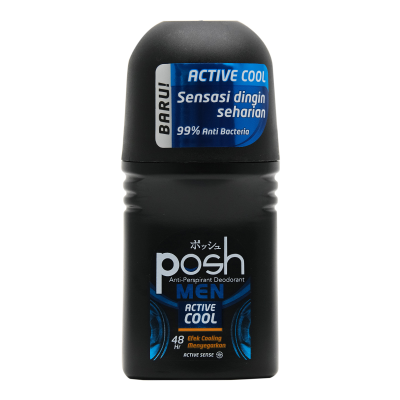 BARU!
ACTIVE COOL
Sensasi dingin
seharian
99% Anti Bacteria
ポッシュ
posh
Anti-Perspirant Deodorant
MEN
ACTIVE
COOL
48
Hr
Efek Cooling
Menyegarkan
ACTIVE SENSE